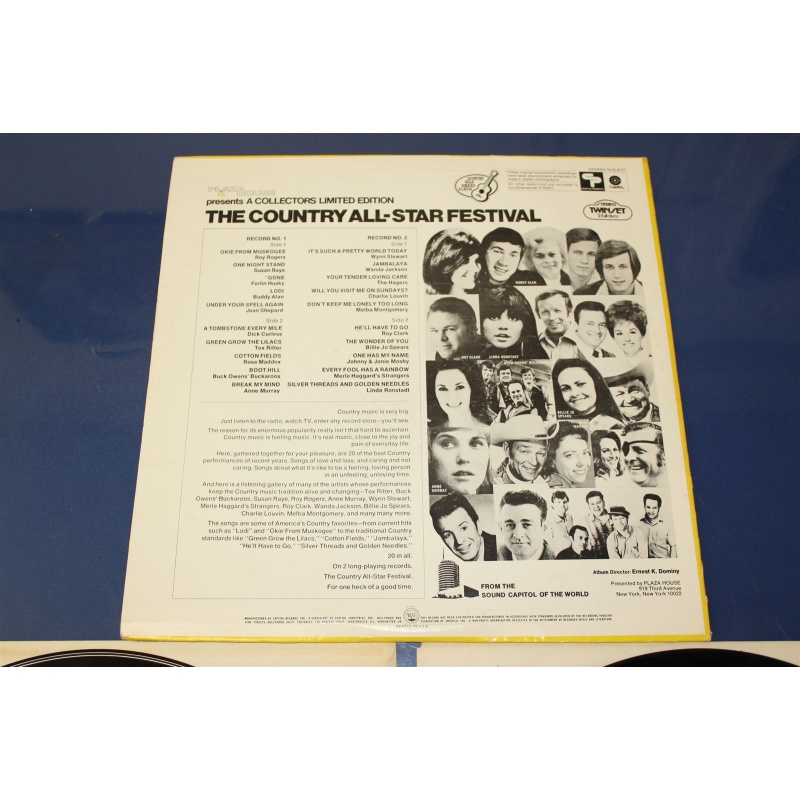 PLAZA HOUSE
presents A COLLECTORS LIMITED EDITION
THE COUNTRY ALL-STAR FESTIVAL
TWIN SET
RECORD NO. 1
Side 1
OKIE FROM MUSKOGEE
Roy Rogers
ONE NIGHT STAND
Susan Raye
'GONE
Ferlin Husky
LODI
Buddy Alan
UNDER YOUR SPELL AGAIN
Jean Shepard
Side 2
A TOMBSTONE EVERY MILE
Dick Curless
GREEN GROW THE LILACS
Tex Ritter
COTTON FIELDS
Rose Maddox
BOOT HILL
Buck Owens' Buckaroos
BREAK MY MIND
Anne Murray
RECORD NO. 2
Side 1
IT'S SUCH A PRETTY WORLD TODAY
Wynn Stewart
JAMBALAYA
Wanda Jackson
YOUR TENDER LOVING CARE
The Hagers
WILL YOU VISIT ME ON SUNDAYS?
Charlie Louvin
DON'T KEEP ME LONELY TOO LONG
Melba Montgomery
Side 2
HE'LL HAVE TO GO
Roy Clark
THE WONDER OF YOU
Billie Jo Spears
ONE HAS MY NAME
Johnny & Jonie Mosby
EVERY FOOL HAS A RAINBOW
Merle Haggard's Strangers
SILVER THREADS AND GOLDEN NEEDLES
Linda Ronstadt
Country music is very big.
Just listen to the radio, watch TV, enter any record store—you'll see.
The reason for its enormous popularity really isn't that hard to ascertain.
Country music is feeling music. It's real music, close to the joy and
pain of everyday life.
Here, gathered together for your pleasure, are 20 of the best Country
performances of recent years. Songs of love and loss, and caring and not
caring. Songs about what it's like to be a feeling, loving person
in an unfeeling, unloving time.
And here is a listening gallery of many of the artists whose performances
keep the Country music tradition alive and changing—Tex Ritter, Buck
Owens' Buckaroos, Susan Raye, Roy Rogers, Anne Murray, Wynn Stewart,
Merle Haggard's Strangers, Roy Clark, Wanda Jackson, Billie Jo Spears,
Charlie Louvin, Melba Montgomery, and many many more.
The songs are some of America's Country favorites—from current hits
such as "Lodi" and "Okie From Muskogee" to the traditional Country
standards like "Green Grow the Lilacs," "Cotton Fields," "Jambalaya,"
"He'll Have to Go," "Silver Threads and Golden Needles."
20 in all.
On 2 long-playing records.
The Country All-Star Festival.
For one heck of a good time.
BUDDY ALAN
ROY CLARK
LINDA RONSTADT
BILLIE JO
SPEARS
ANNE
MURRAY
FROM THE
SOUND CAPITOL OF THE WORLD
Album Director: Ernest K. Dominy
Presented by PLAZA HOUSE
919 Third Avenue
New York, New York 10022